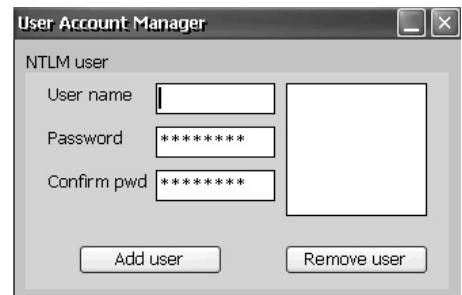 User Account Manager
NTLM user
User name
Password ********
Confirm pwd ********
Add user Remove user